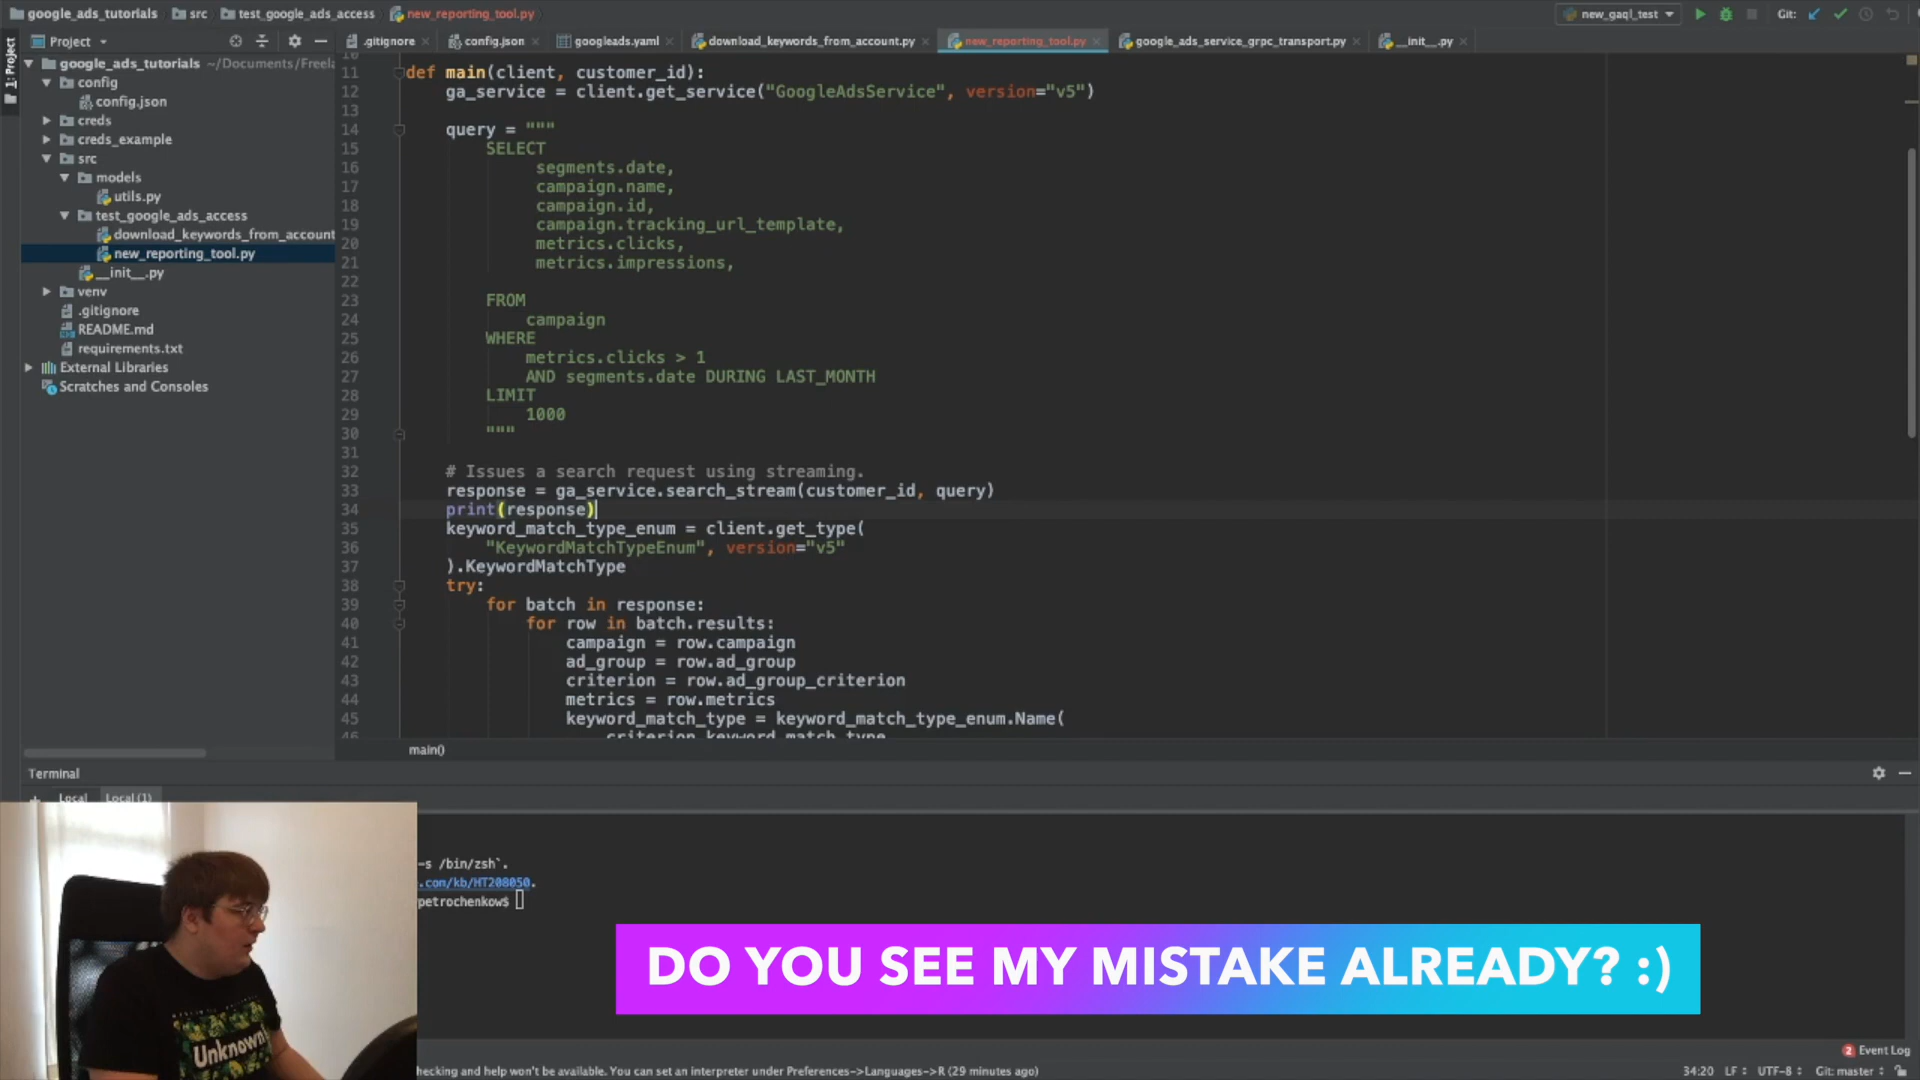 google_ads_tutorials src test_google_ads_access new_reporting_tool.py new_gaql_test Git:
1: Project
Project .gitignore config.json googleads.yaml download_keywords_from_account.py new_reporting_tool.py google_ads_service_grpc_transport.py __init__.py
google_ads_tutorials ~/Documents/Freela
config
config.json
creds
creds_example
src
models
utils.py
test_google_ads_access
download_keywords_from_account
new_reporting_tool.py
__init__.py
venv
.gitignore
README.md
requirements.txt
External Libraries
Scratches and Consoles
11 def main(client, customer_id):
12 ga_service = client.get_service("GoogleAdsService", version="v5")
13
14 query = """
15 SELECT
16 segments.date,
17 campaign.name,
18 campaign.id,
19 campaign.tracking_url_template,
20 metrics.clicks,
21 metrics.impressions,
22
23 FROM
24 campaign
25 WHERE
26 metrics.clicks > 1
27 AND segments.date DURING LAST_MONTH
28 LIMIT
29 1000
30 """
31
32 # Issues a search request using streaming.
33 response = ga_service.search_stream(customer_id, query)
34 print(response)
35 keyword_match_type_enum = client.get_type(
36 "KeywordMatchTypeEnum", version="v5"
37 ).KeywordMatchType
38 try:
39 for batch in response:
40 for row in batch.results:
41 campaign = row.campaign
42 ad_group = row.ad_group
43 criterion = row.ad_group_criterion
44 metrics = row.metrics
45 keyword_match_type = keyword_match_type_enum.Name(
46 criterion.keyword.match_type
main()
Terminal
+ Local Local (1)
-s /bin/zsh`.
.com/kb/HT208050.
petrochenkow$
Unknown!
DO YOU SEE MY MISTAKE ALREADY? :)
2 Event Log
hecking and help won't be available. You can set an interpreter under Preferences->Languages->R (29 minutes ago) 34:20 LF UTF-8 Git: master